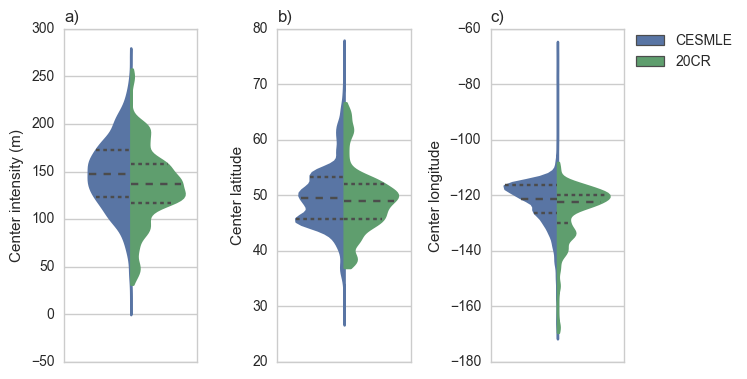 a)
Center intensity (m)
300
250
200
150
100
50
0
−50
b)
Center latitude
80
70
60
50
40
30
20
c)
Center longitude
−60
−80
−100
−120
−140
−160
−180
CESMLE
20CR